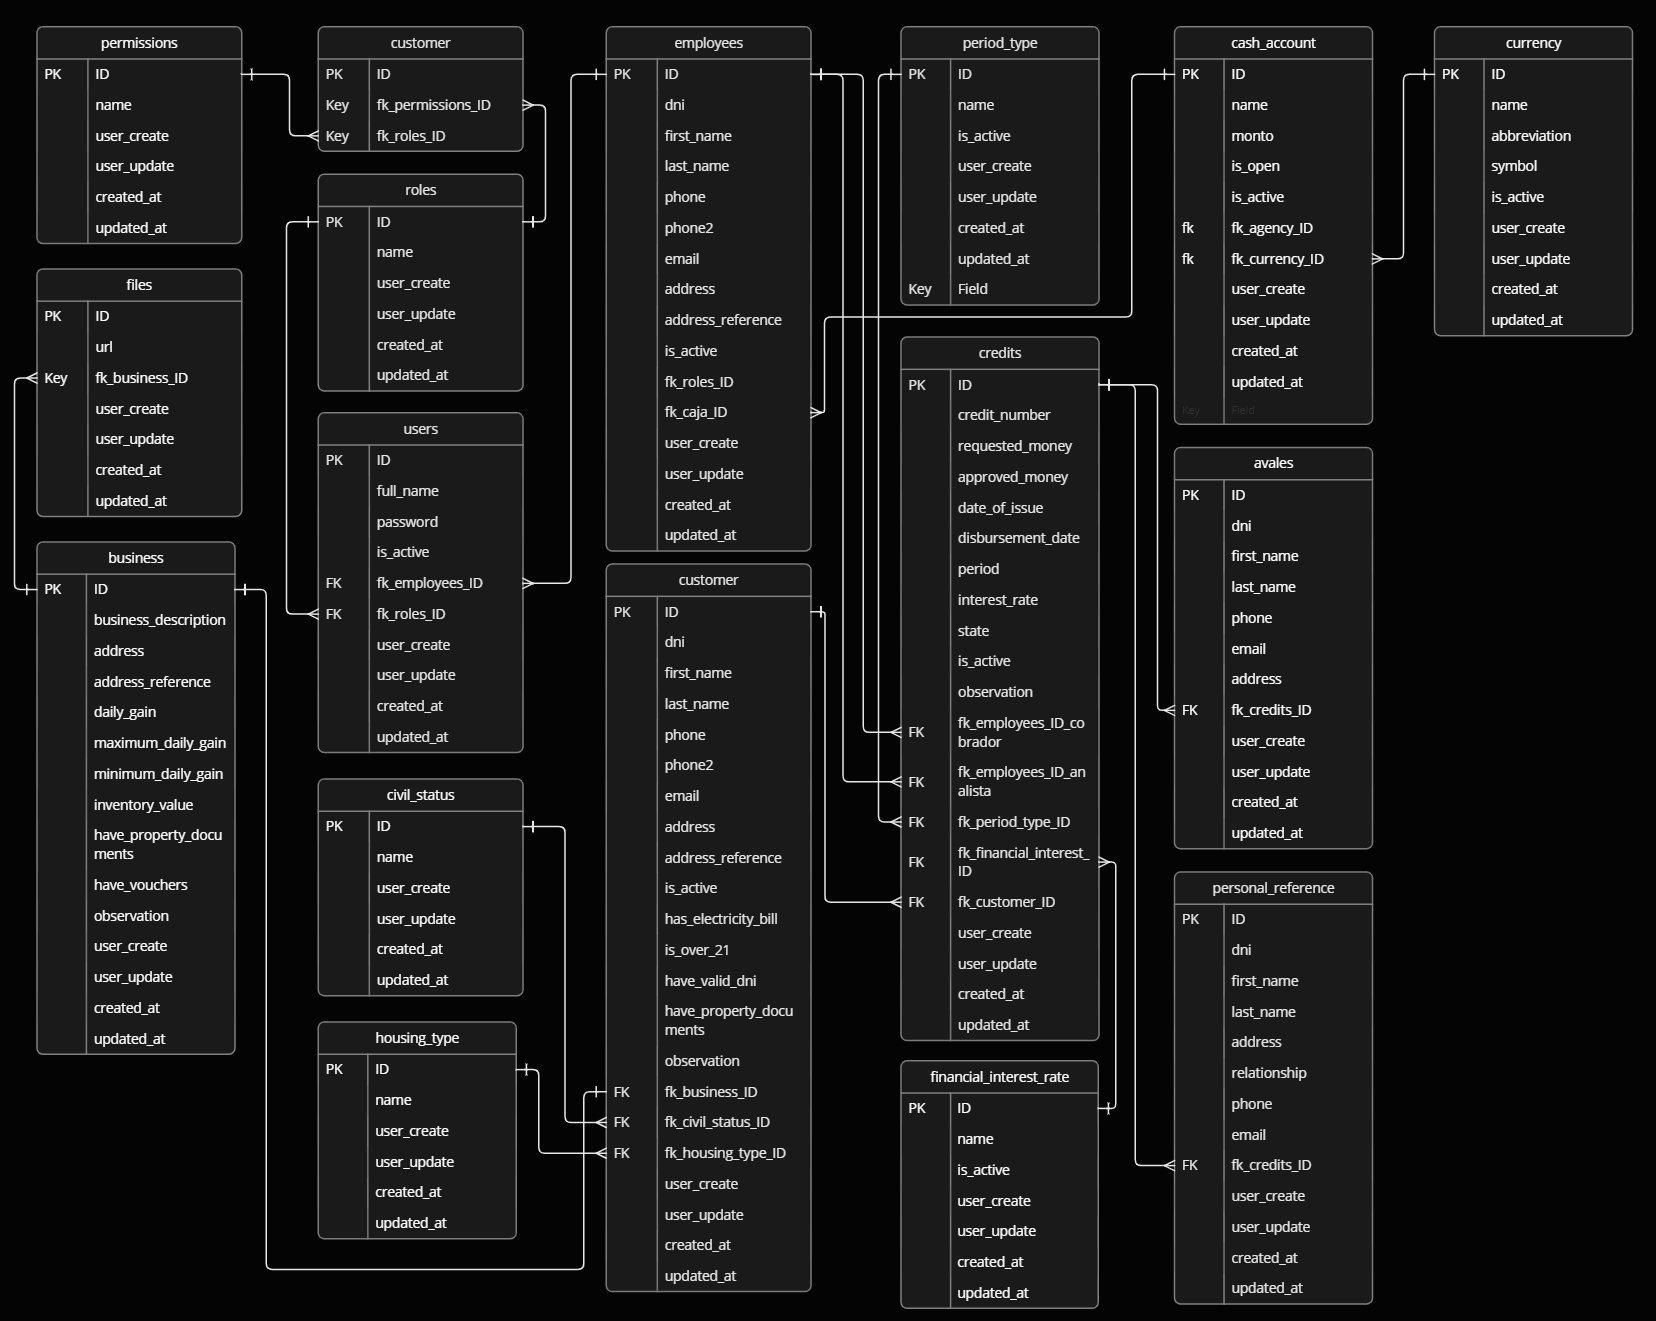 permissions
PK ID
name
user_create
user_update
created_at
updated_at
files
PK ID
url
Key fk_business_ID
user_create
user_update
created_at
updated_at
business
PK ID
business_description
address
address_reference
daily_gain
maximum_daily_gain
minimum_daily_gain
inventory_value
have_property_docu
ments
have_vouchers
observation
user_create
user_update
created_at
updated_at
customer
PK ID
Key fk_permissions_ID
Key fk_roles_ID
roles
PK ID
name
user_create
user_update
created_at
updated_at
users
PK ID
full_name
password
is_active
FK fk_employees_ID
FK fk_roles_ID
user_create
user_update
created_at
updated_at
civil_status
PK ID
name
user_create
user_update
created_at
updated_at
housing_type
PK ID
name
user_create
user_update
created_at
updated_at
employees
PK ID
dni
first_name
last_name
phone
phone2
email
address
address_reference
is_active
fk_roles_ID
fk_caja_ID
user_create
user_update
created_at
updated_at
customer
PK ID
dni
first_name
last_name
phone
phone2
email
address
address_reference
is_active
has_electricity_bill
is_over_21
have_valid_dni
have_property_docu
ments
observation
FK fk_business_ID
FK fk_civil_status_ID
FK fk_housing_type_ID
user_create
user_update
created_at
updated_at
period_type
PK ID
name
is_active
user_create
user_update
created_at
updated_at
Key Field
credits
PK ID
credit_number
requested_money
approved_money
date_of_issue
disbursement_date
period
interest_rate
state
is_active
observation
FK fk_employees_ID_co
brador
FK fk_employees_ID_an
alista
FK fk_period_type_ID
FK fk_financial_interest_
ID
FK fk_customer_ID
user_create
user_update
created_at
updated_at
financial_interest_rate
PK ID
name
is_active
user_create
user_update
created_at
updated_at
cash_account
PK ID
name
monto
is_open
is_active
fk fk_agency_ID
fk fk_currency_ID
user_create
user_update
created_at
updated_at
Key Field
avales
PK ID
dni
first_name
last_name
phone
email
address
FK fk_credits_ID
user_create
user_update
created_at
updated_at
personal_reference
PK ID
dni
first_name
last_name
address
relationship
phone
email
FK fk_credits_ID
user_create
user_update
created_at
updated_at
currency
PK ID
name
abbreviation
symbol
is_active
user_create
user_update
created_at
updated_at